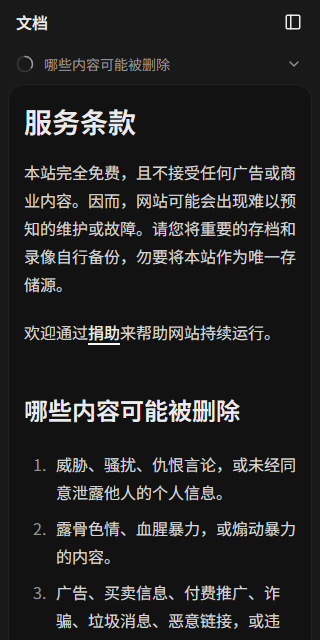 文档
哪些内容可能被删除
服务条款
本站完全免费，且不接受任何广告或商
业内容。因而，网站可能会出现难以预
知的维护或故障。请您将重要的存档和
录像自行备份，勿要将本站作为唯一存
储源。
欢迎通过捐助来帮助网站持续运行。
哪些内容可能被删除
1. 威胁、骚扰、仇恨言论，或未经同
意泄露他人的个人信息。
2. 露骨色情、血腥暴力，或煽动暴力
的内容。
3. 广告、买卖信息、付费推广、诈
骗、垃圾消息、恶意链接，或违